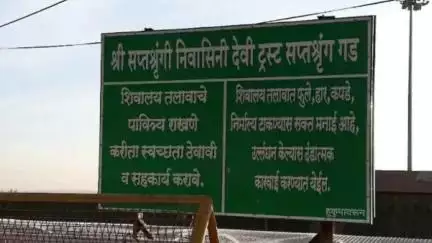 श्री सप्तश्रृंगी निवासिनी देवी ट्रस्ट सप्तश्रृंग गड
शिवालय तलावाचे
पावित्र्य राखणे
करीता स्वच्छता ठेवावी
व सहकार्य करावे.
शिवालय तलावात फुले, हार, कपडे,
निर्माल्य टाकण्यास सक्त मनाई आहे,
उल्लंघन केल्यास दंडात्मक
कारवाई करण्यात येईल.